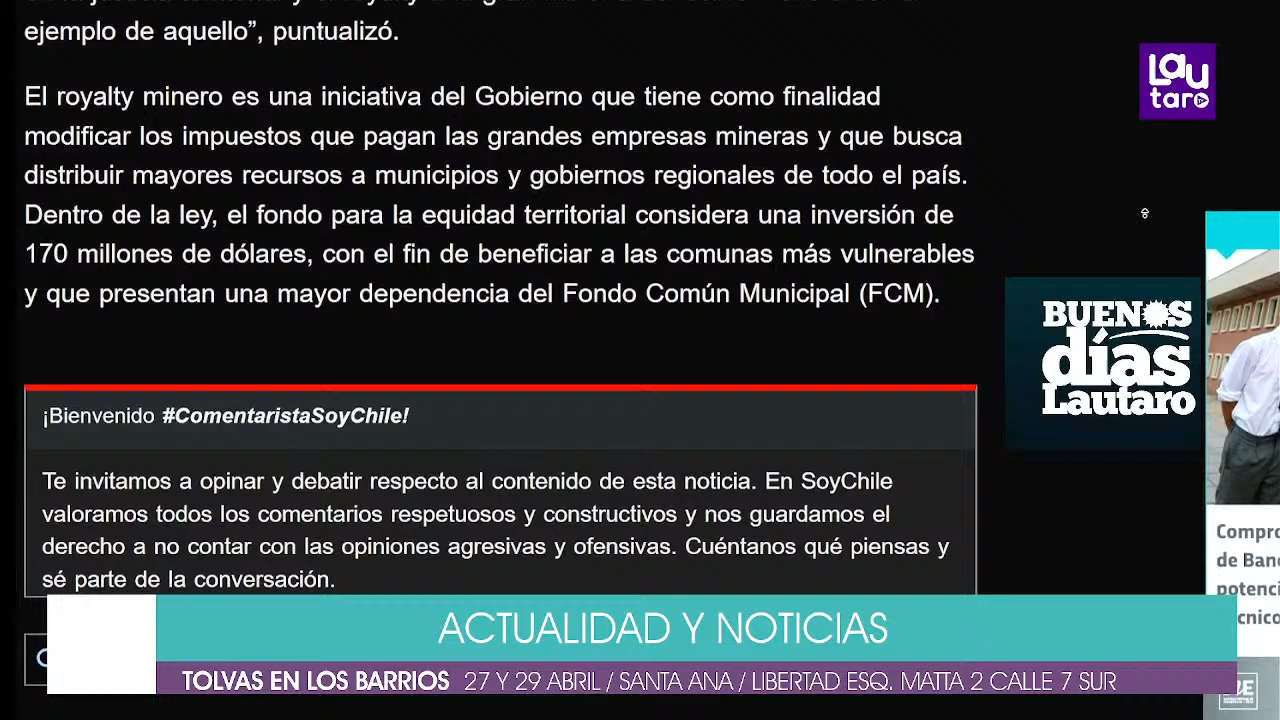 ejemplo de aquello”, puntualizó.
El royalty minero es una iniciativa del Gobierno que tiene como finalidad
modificar los impuestos que pagan las grandes empresas mineras y que busca
distribuir mayores recursos a municipios y gobiernos regionales de todo el país.
Dentro de la ley, el fondo para la equidad territorial considera una inversión de
170 millones de dólares, con el fin de beneficiar a las comunas más vulnerables
y que presentan una mayor dependencia del Fondo Común Municipal (FCM).
¡Bienvenido #ComentaristaSoyChile!
Te invitamos a opinar y debatir respecto al contenido de esta noticia. En SoyChile
valoramos todos los comentarios respetuosos y constructivos y nos guardamos el
derecho a no contar con las opiniones agresivas y ofensivas. Cuéntanos qué piensas y
sé parte de la conversación.
Lau
taro
BUENOS
días
Lautaro
Compro
de Banc
potenci
cnico
ACTUALIDAD Y NOTICIAS
TOLVAS EN LOS BARRIOS 27 Y 29 ABRIL / SANTA ANA / LIBERTAD ESQ. MATTA 2 CALLE 7 SUR